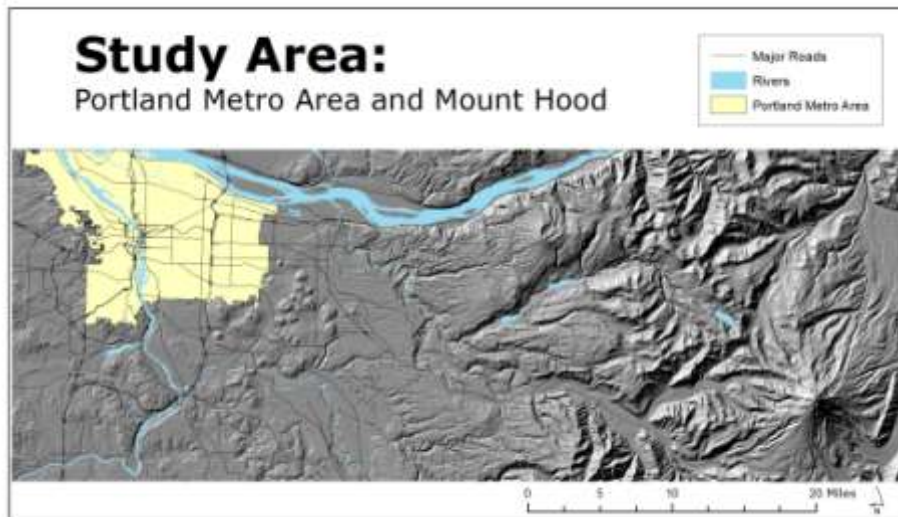 Study Area:
Portland Metro Area and Mount Hood
Major Roads
Rivers
Portland Metro Area
0 5 10 20 Miles
N